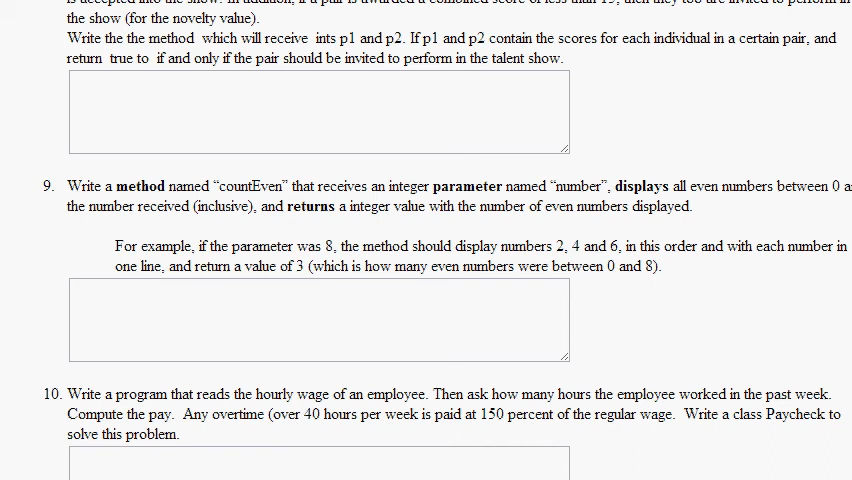 the show (for the novelty value).
Write the the method which will receive ints p1 and p2. If p1 and p2 contain the scores for each individual in a certain pair, and
return true to if and only if the pair should be invited to perform in the talent show.
9. Write a method named “countEven” that receives an integer parameter named “number”, displays all even numbers between 0
the number received (inclusive), and returns a integer value with the number of even numbers displayed.
For example, if the parameter was 8, the method should display numbers 2, 4 and 6, in this order and with each number in
one line, and return a value of 3 (which is how many even numbers were between 0 and 8).
10. Write a program that reads the hourly wage of an employee. Then ask how many hours the employee worked in the past week.
Compute the pay. Any overtime (over 40 hours per week is paid at 150 percent of the regular wage. Write a class Paycheck to
solve this problem.